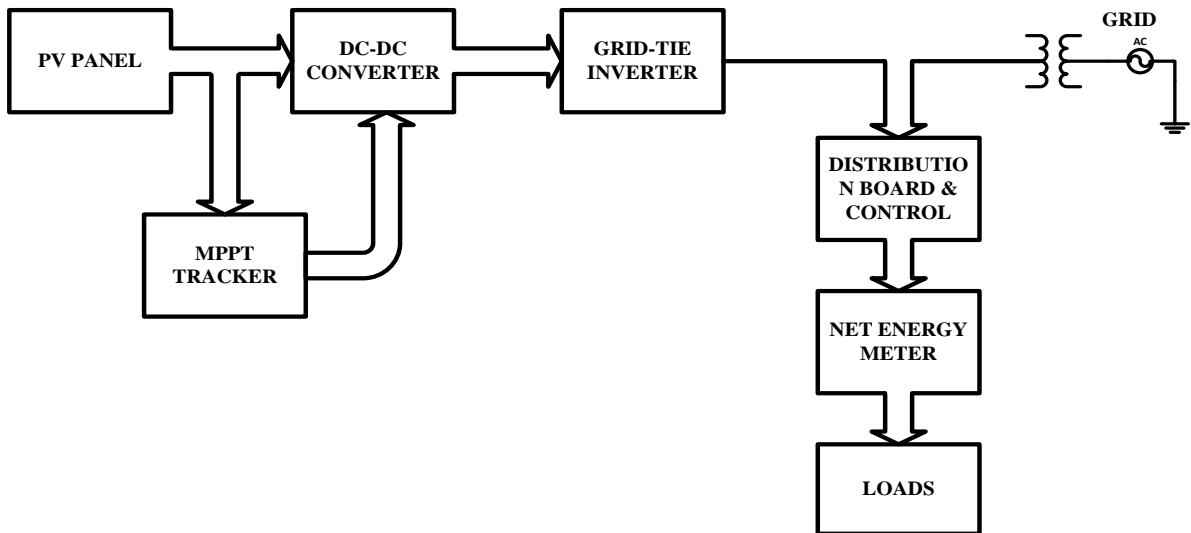 PV PANEL
DC-DC
CONVERTER
GRID-TIE
INVERTER
GRID
AC
DISTRIBUTIO
N BOARD &
CONTROL
MPPT
TRACKER
NET ENERGY
METER
LOADS